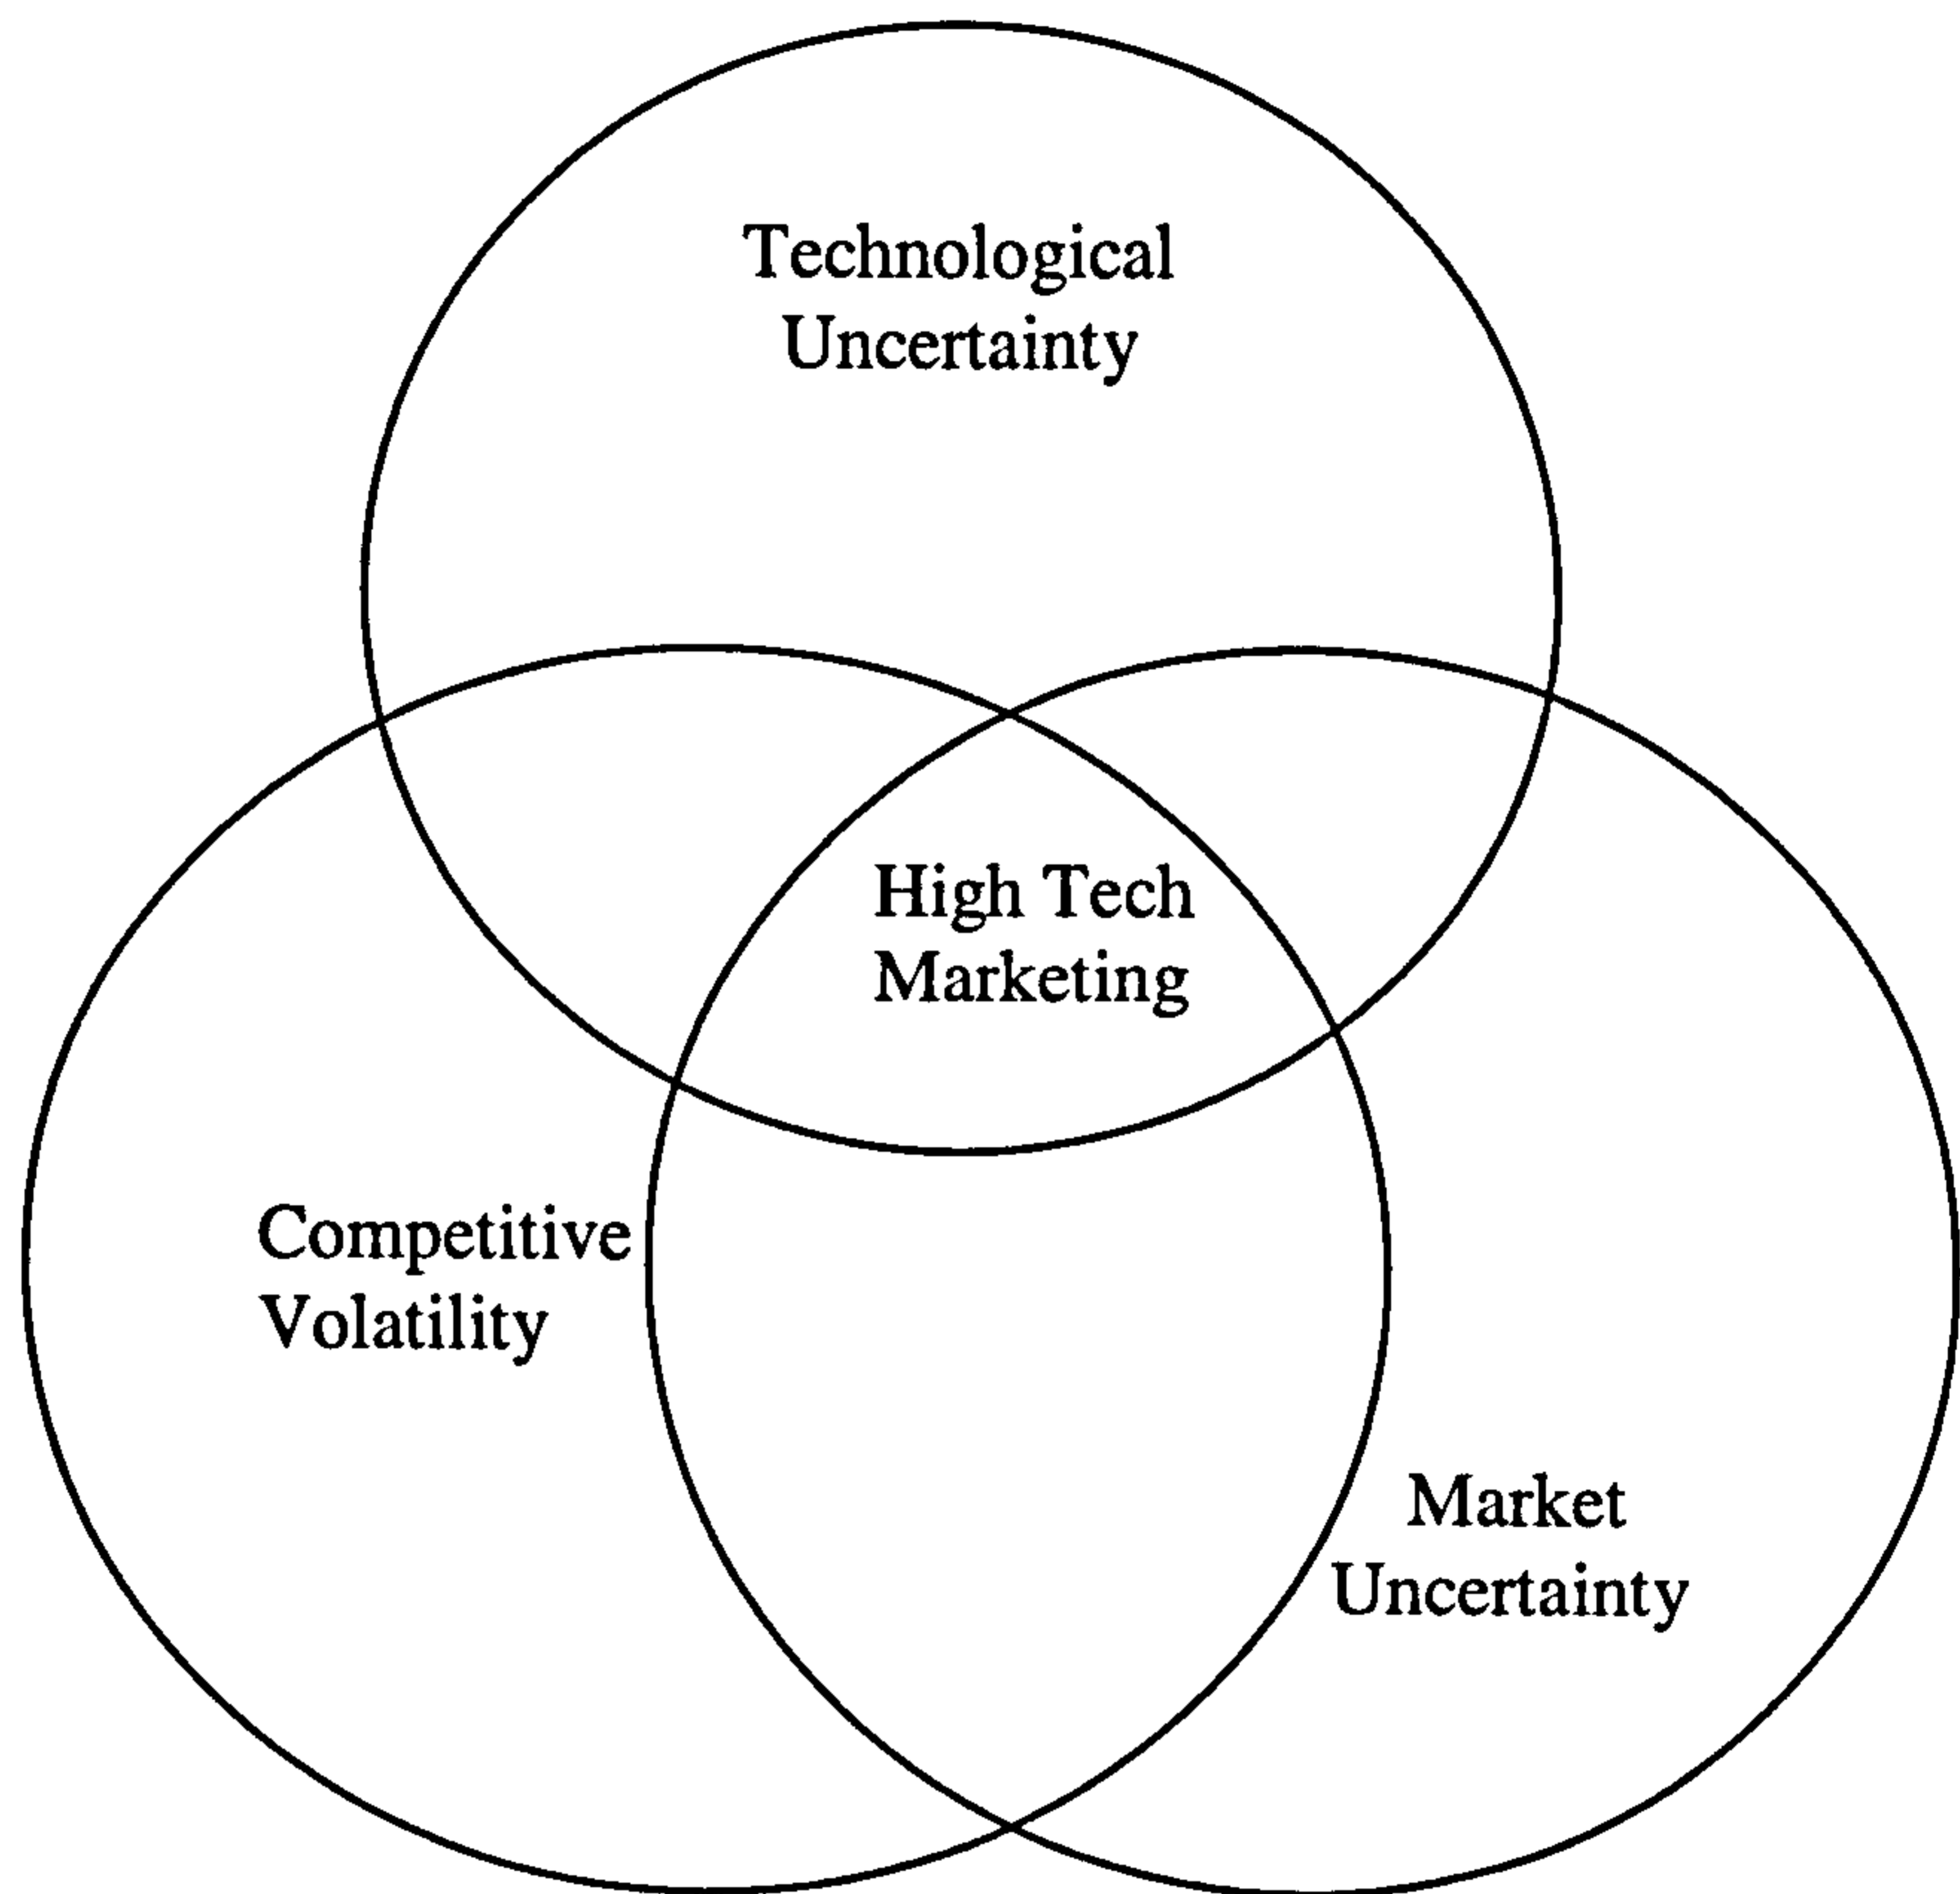 Technological
Uncertainty
High Tech
Marketing
Competitive
Volatility
Market
Uncertainty